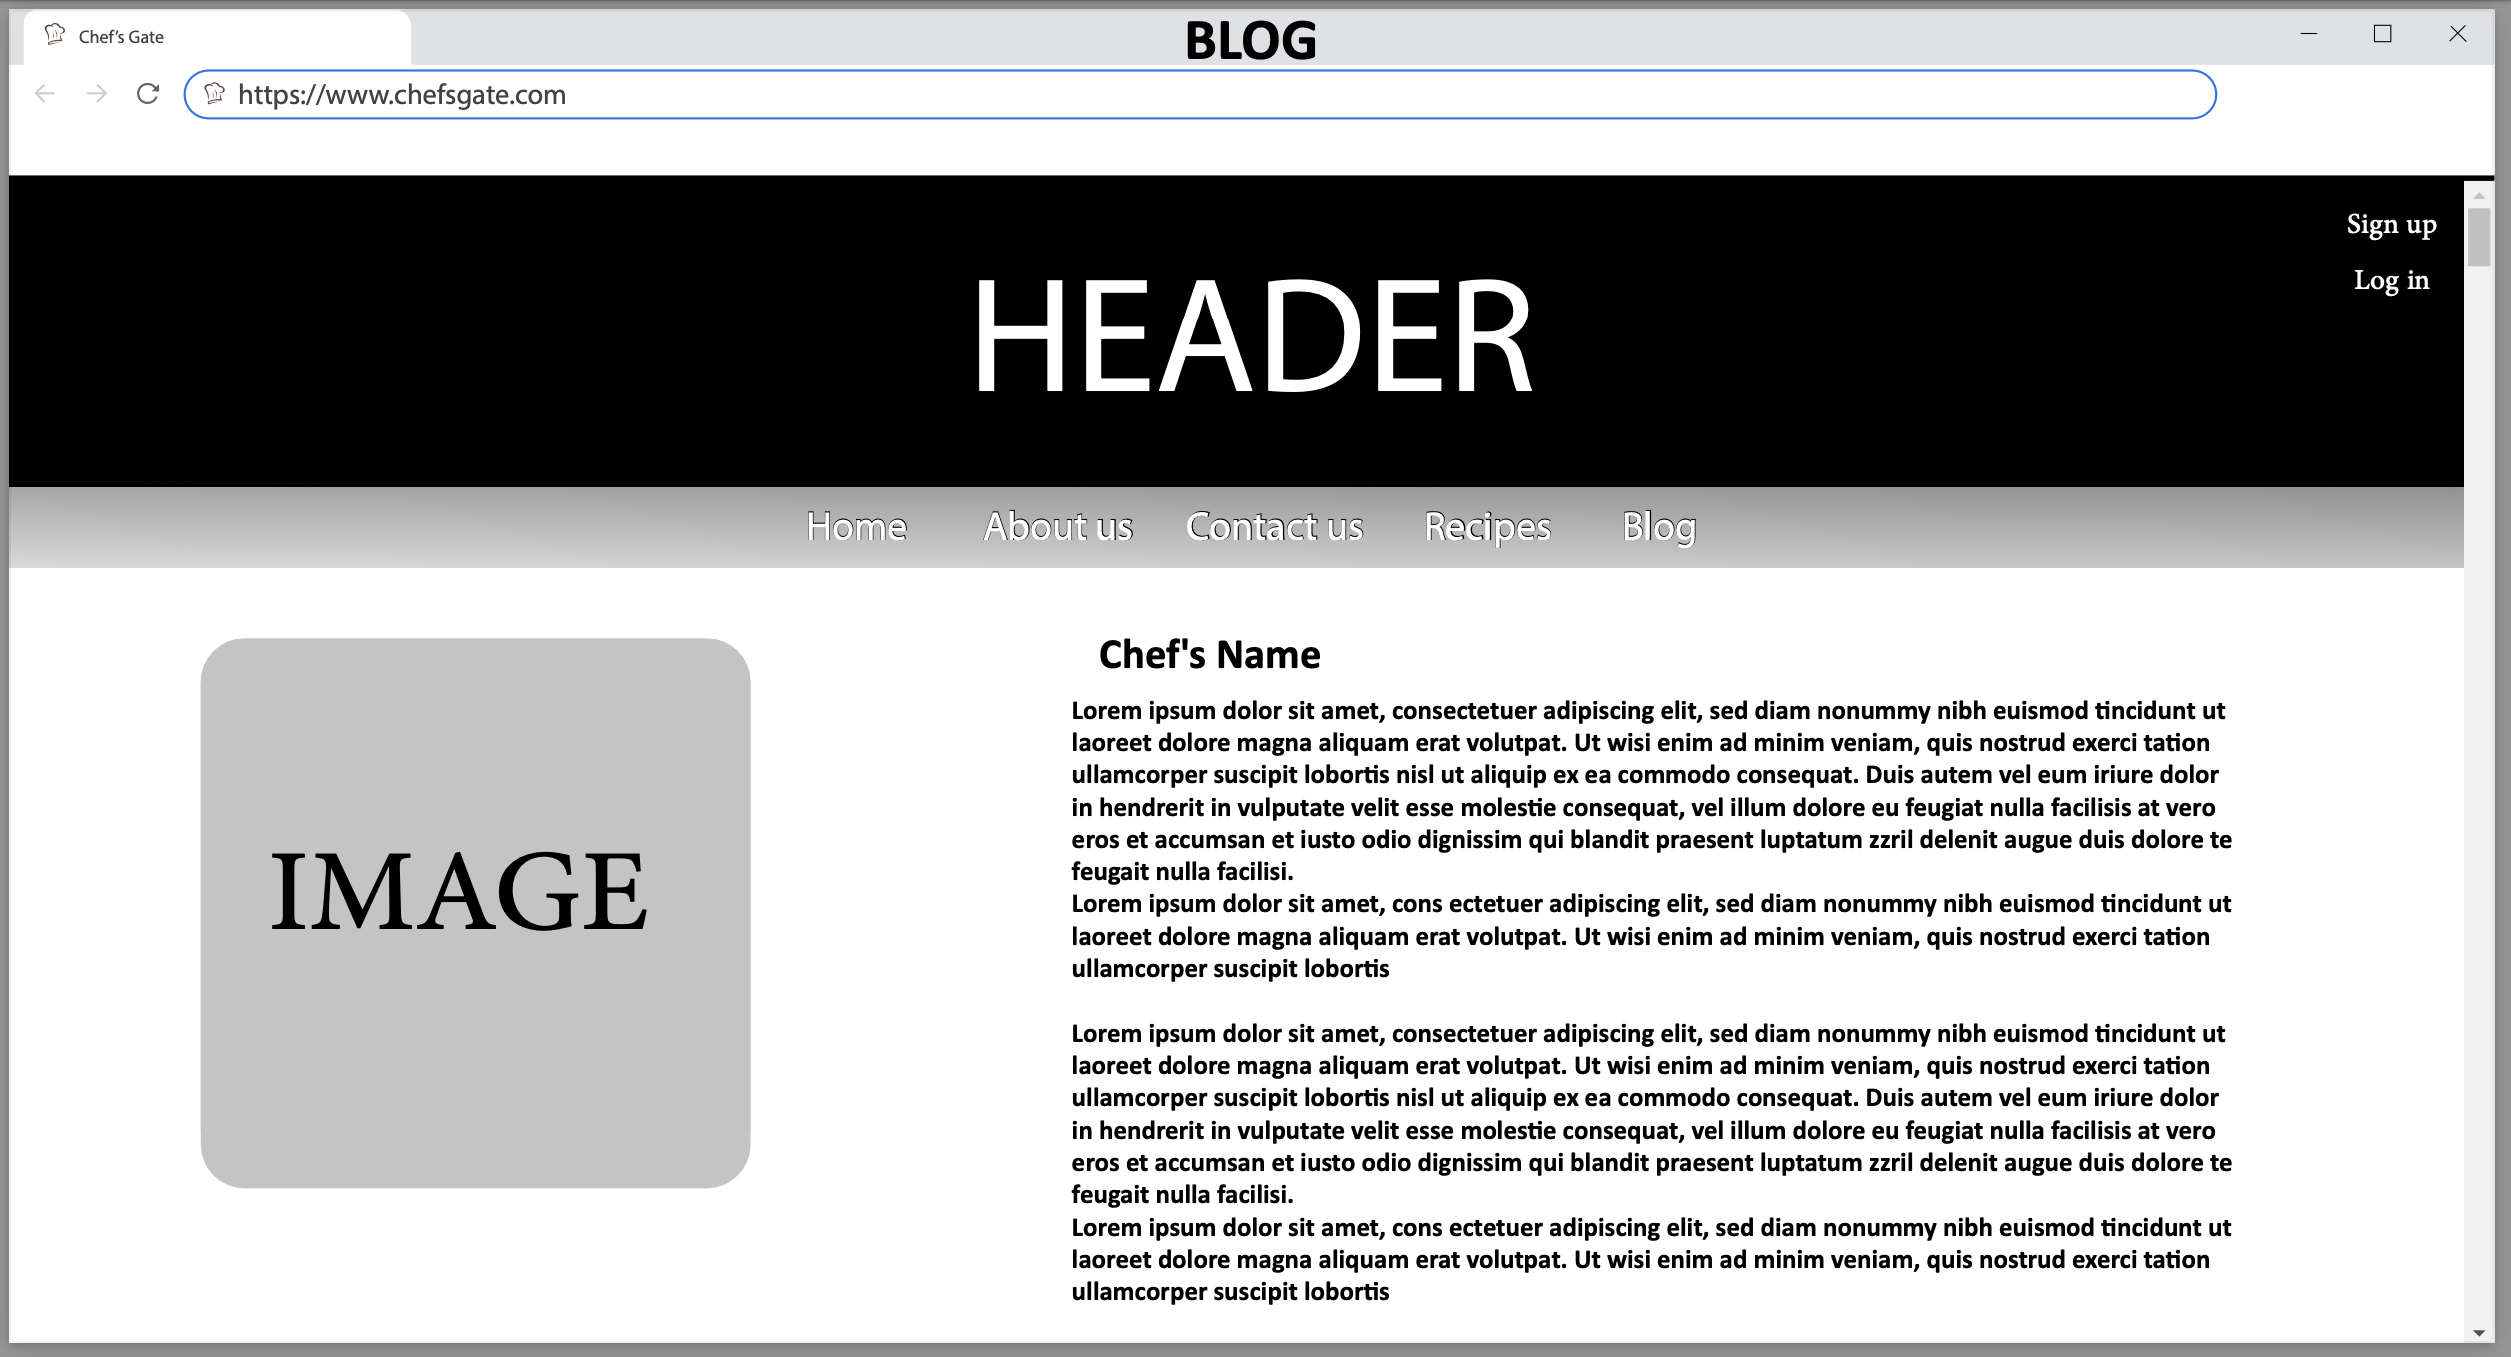 BLOG
Chef’s Gate
https://www.chefsgate.com
Sign up
Log in
HEADER
Home About us Contact us Recipes Blog
IMAGE
Chef's Name
Lorem ipsum dolor sit amet, consectetuer adipiscing elit, sed diam nonummy nibh euismod tincidunt ut
laoreet dolore magna aliquam erat volutpat. Ut wisi enim ad minim veniam, quis nostrud exerci tation
ullamcorper suscipit lobortis nisl ut aliquip ex ea commodo consequat. Duis autem vel eum iriure dolor
in hendrerit in vulputate velit esse molestie consequat, vel illum dolore eu feugiat nulla facilisis at vero
eros et accumsan et iusto odio dignissim qui blandit praesent luptatum zzril delenit augue duis dolore te
feugait nulla facilisi.
Lorem ipsum dolor sit amet, cons ectetuer adipiscing elit, sed diam nonummy nibh euismod tincidunt ut
laoreet dolore magna aliquam erat volutpat. Ut wisi enim ad minim veniam, quis nostrud exerci tation
ullamcorper suscipit lobortis
Lorem ipsum dolor sit amet, consectetuer adipiscing elit, sed diam nonummy nibh euismod tincidunt ut
laoreet dolore magna aliquam erat volutpat. Ut wisi enim ad minim veniam, quis nostrud exerci tation
ullamcorper suscipit lobortis nisl ut aliquip ex ea commodo consequat. Duis autem vel eum iriure dolor
in hendrerit in vulputate velit esse molestie consequat, vel illum dolore eu feugiat nulla facilisis at vero
eros et accumsan et iusto odio dignissim qui blandit praesent luptatum zzril delenit augue duis dolore te
feugait nulla facilisi.
Lorem ipsum dolor sit amet, cons ectetuer adipiscing elit, sed diam nonummy nibh euismod tincidunt ut
laoreet dolore magna aliquam erat volutpat. Ut wisi enim ad minim veniam, quis nostrud exerci tation
ullamcorper suscipit lobortis